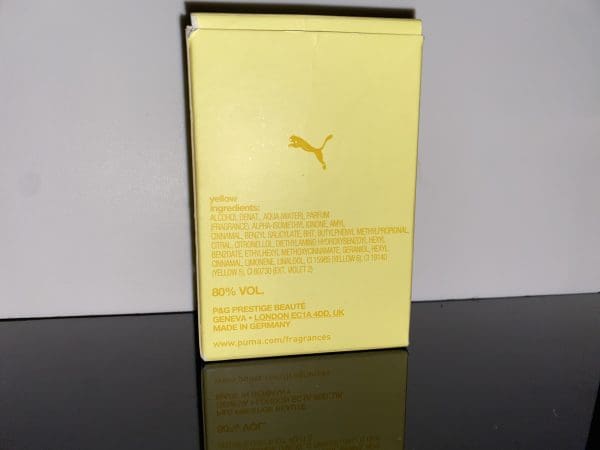 yellow
ingredients:
ALCOHOL DENAT., AQUA (WATER), PARFUM
(FRAGRANCE), ALPHA-ISOMETHYL IONONE, AMYL
CINNAMAL, BENZYL SALICYLATE, BHT, BUTYLPHENYL METHYLPROPIONAL,
CITRAL, CITRONELLOL, DIETHYLAMINO HYDROXYBENZOYL HEXYL
BENZOATE, ETHYLHEXYL METHOXYCINNAMATE, GERANIOL, HEXYL
CINNAMAL, LIMONENE, LINALOOL, CI 15985 (YELLOW 6), CI 19140
(YELLOW 5), CI 60730 (EXT. VIOLET 2)
80% VOL.
P&G PRESTIGE BEAUTÉ
GENEVA • LONDON EC1A 4DD, UK
MADE IN GERMANY
www.puma.com/fragrances